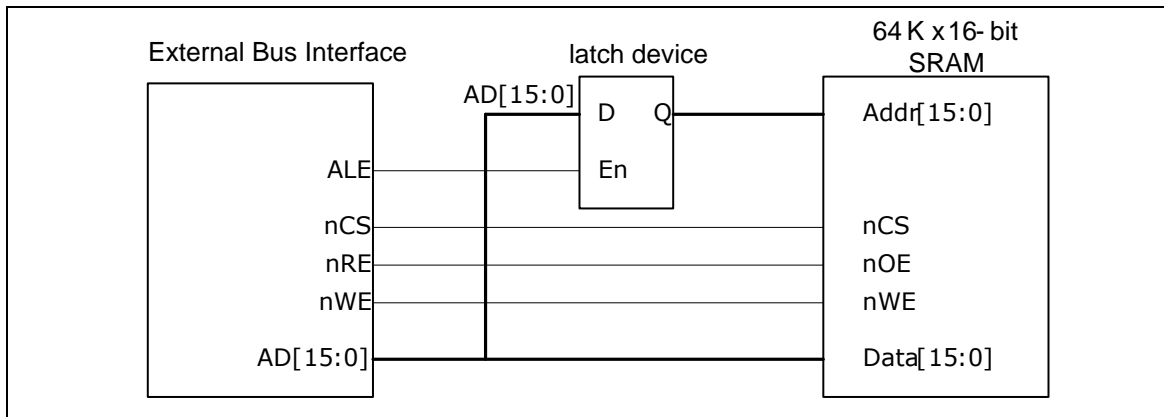 External Bus Interface
ALE
nCS
nRE
nWE
AD[15:0]
AD[15:0]
latch device
D Q
En
64 K x 16- bit
SRAM
Addr[15:0]
nCS
nOE
nWE
Data[15:0]